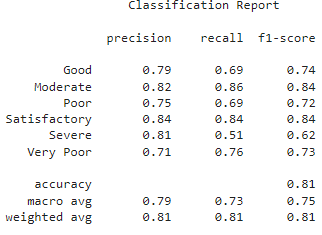 Classification Report
precision recall f1-score
Good 0.79 0.69 0.74
Moderate 0.82 0.86 0.84
Poor 0.75 0.69 0.72
Satisfactory 0.84 0.84 0.84
Severe 0.81 0.51 0.62
Very Poor 0.71 0.76 0.73
accuracy 0.81
macro avg 0.79 0.73 0.75
weighted avg 0.81 0.81 0.81